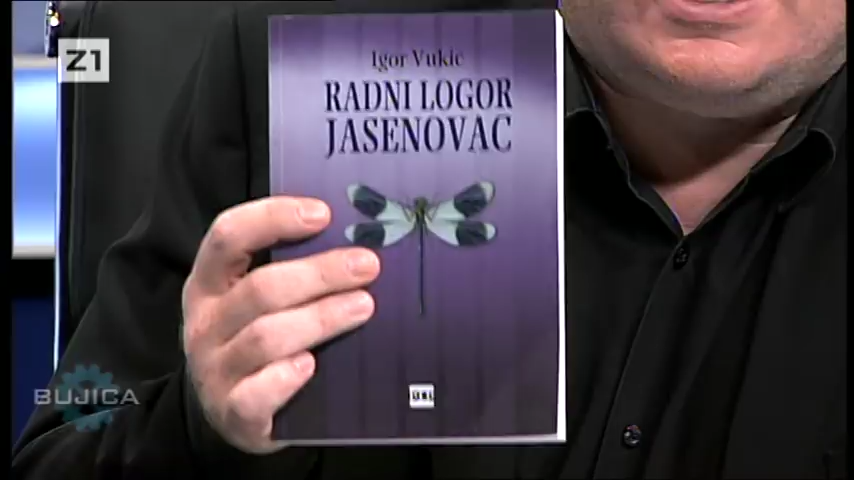 Z1
Igor Vukić
RADNI LOGOR
JASENOVAC
BUJICA